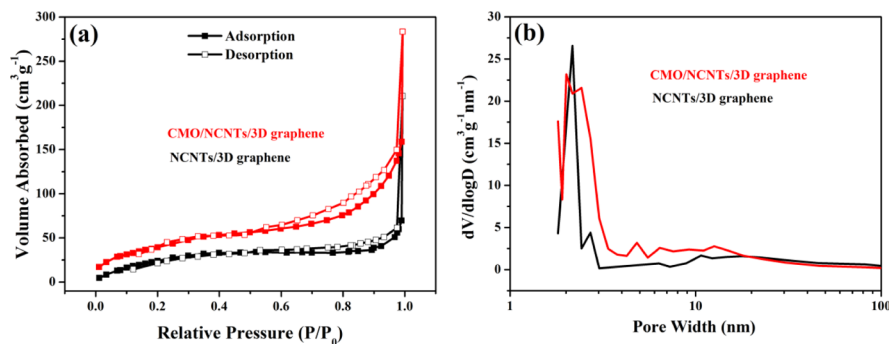 (a)
Adsorption
Desorption
CMO/NCNTs/3D graphene
NCNTs/3D graphene
Volume Absorbed (cm³g⁻¹)
300
250
200
150
100
50
0
0.0 0.2 0.4 0.6 0.8 1.0
Relative Pressure (P/P₀)
(b)
CMO/NCNTs/3D graphene
NCNTs/3D graphene
dV/dlogD (cm³g⁻¹nm⁻¹)
30
25
20
15
10
5
0
1 10 100
Pore Width (nm)